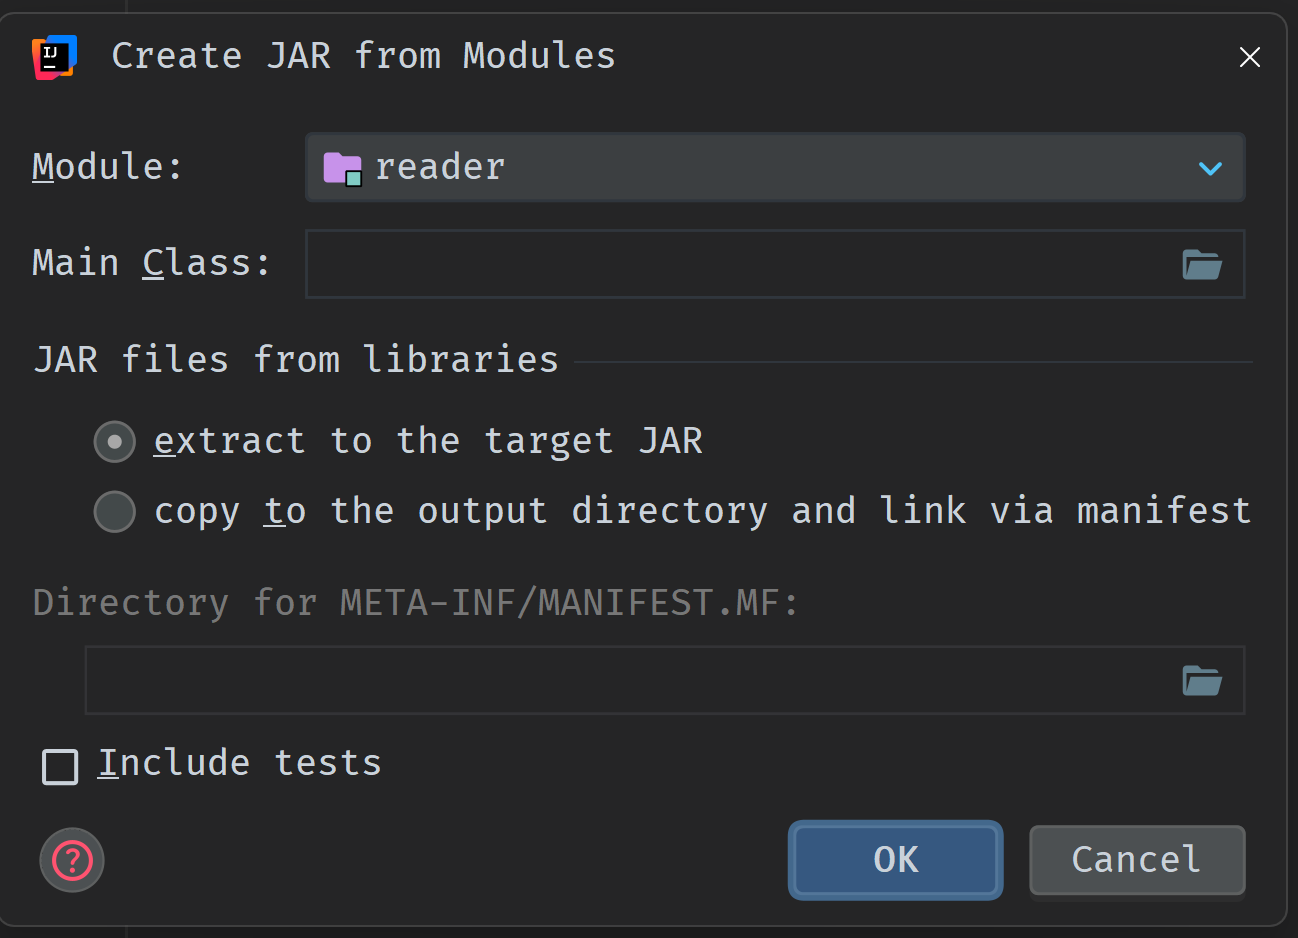 IJ
Create JAR from Modules
Module: reader
Main Class:
JAR files from libraries
extract to the target JAR
copy to the output directory and link via manifest
Directory for META-INF/MANIFEST.MF:
Include tests
? OK Cancel